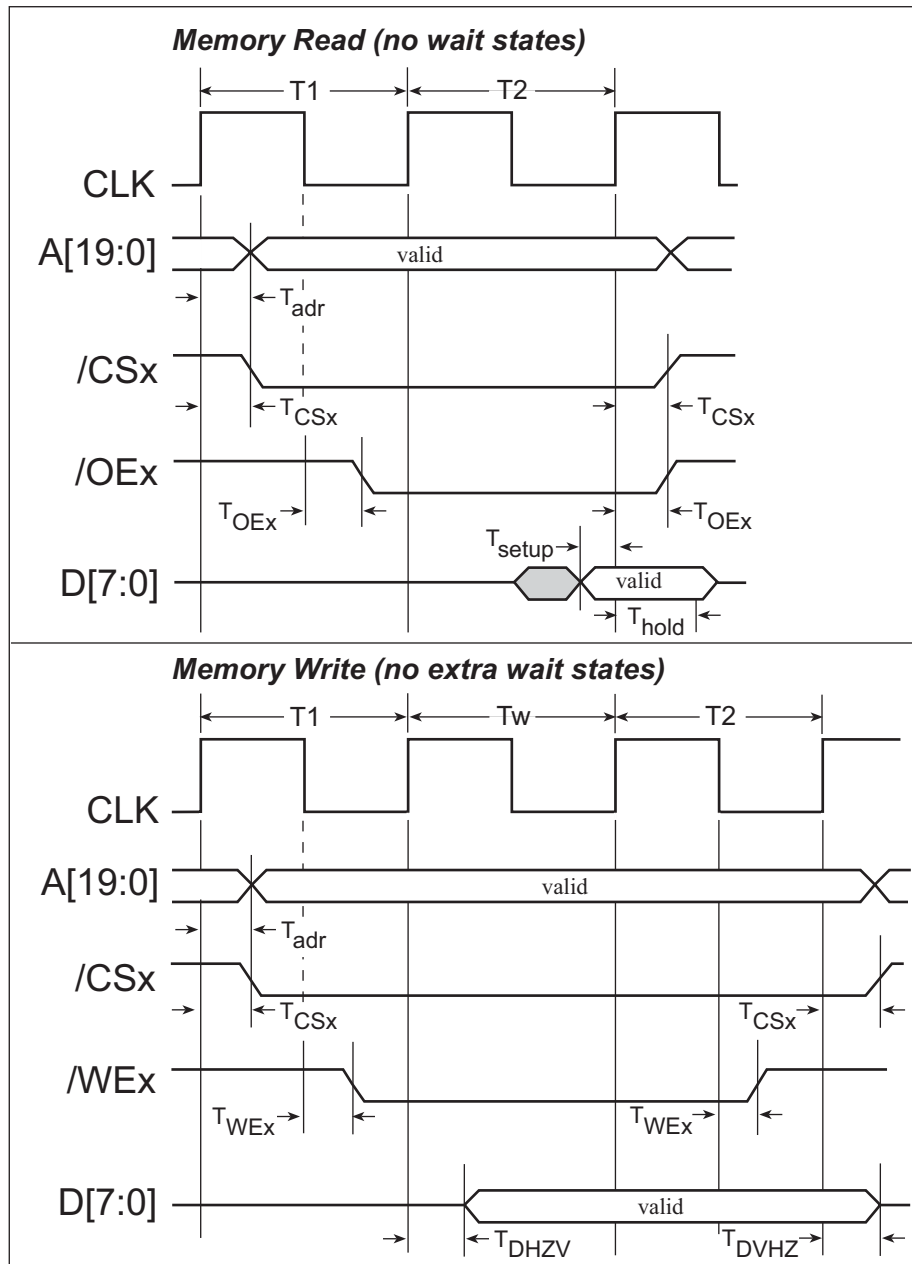 Memory Read (no wait states)
T1 T2
CLK
A[19:0] valid
Tadr
/CSx
TCSx TCSx
/OEx
TOEx TOEx
Tsetup
D[7:0] valid
Thold
Memory Write (no extra wait states)
T1 Tw T2
CLK
A[19:0] valid
Tadr
/CSx
TCSx TCSx
/WEx
TWEx TWEx
D[7:0] valid
TDHZV TDVHZ